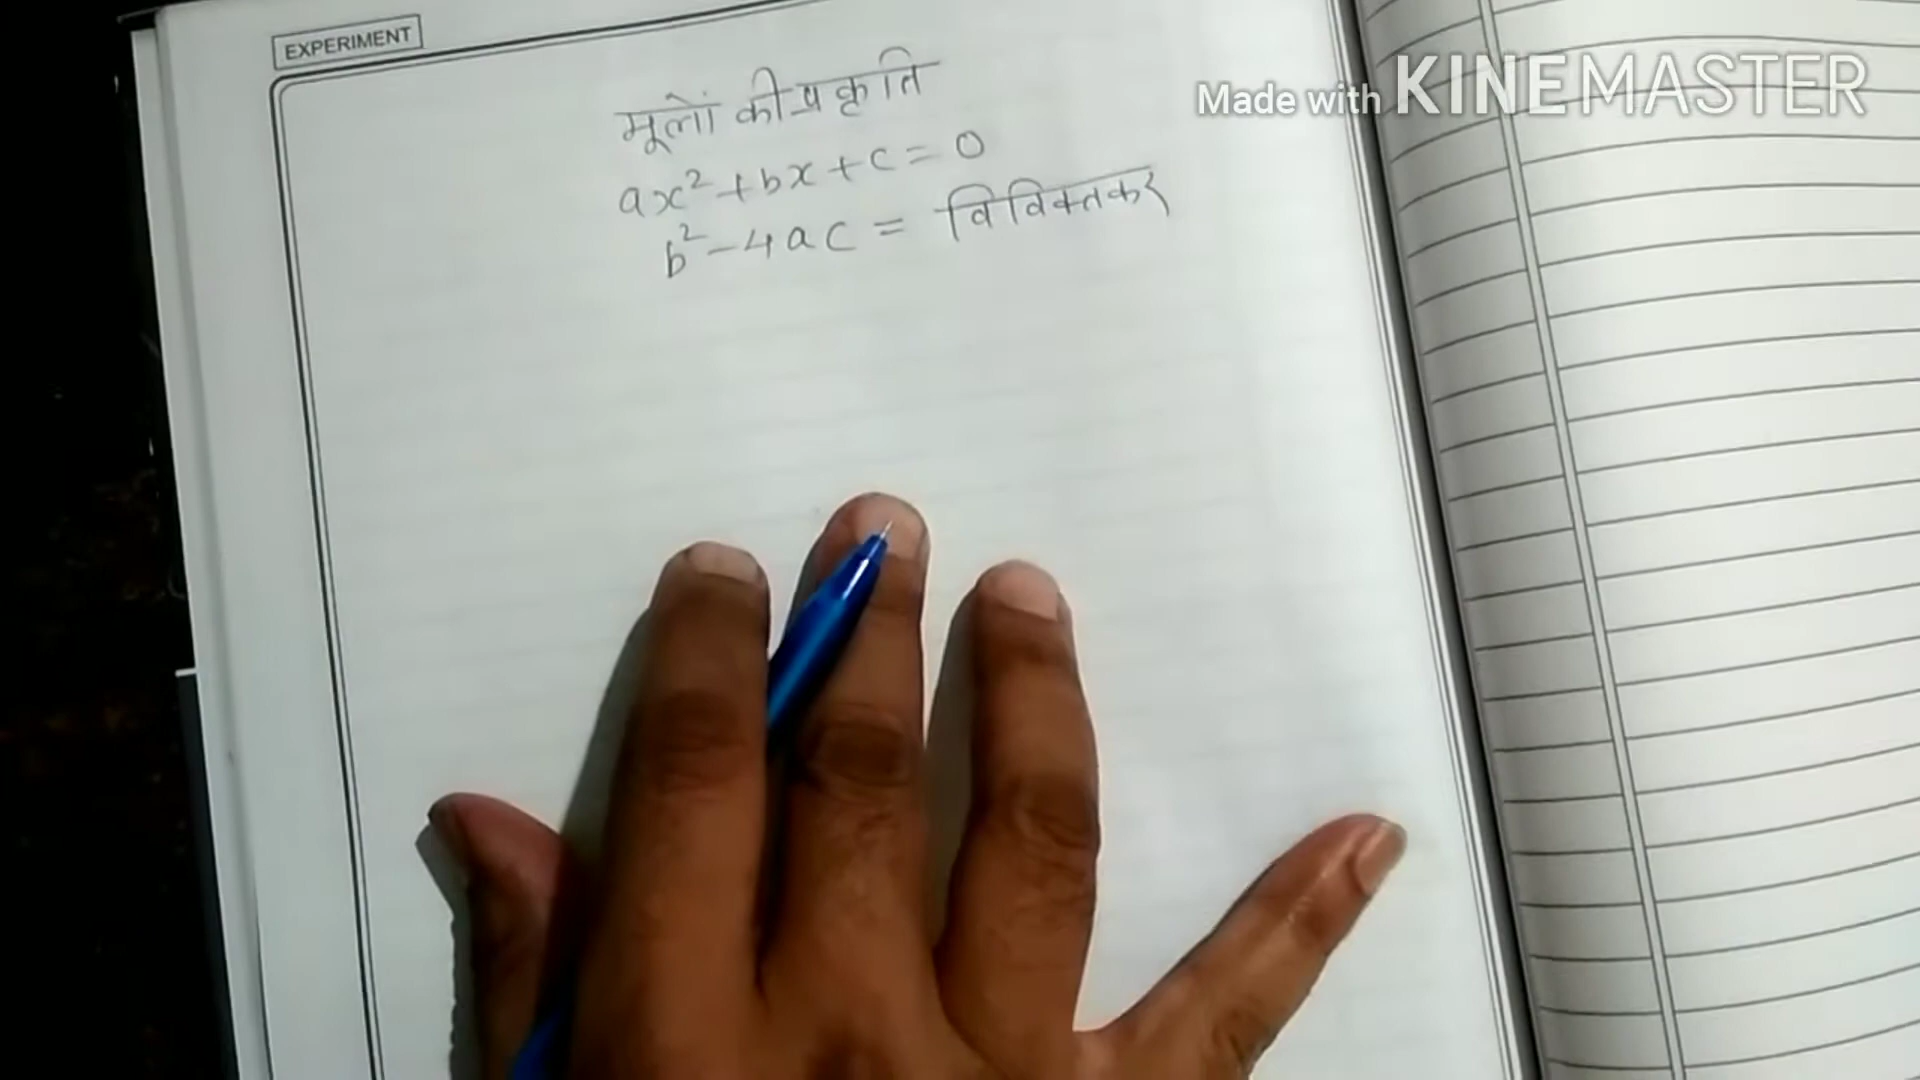 EXPERIMENT
Made with KINEMASTER
मूलों की प्रकृति
ax² + bx + c = 0
b² - 4ac = विविक्तकर